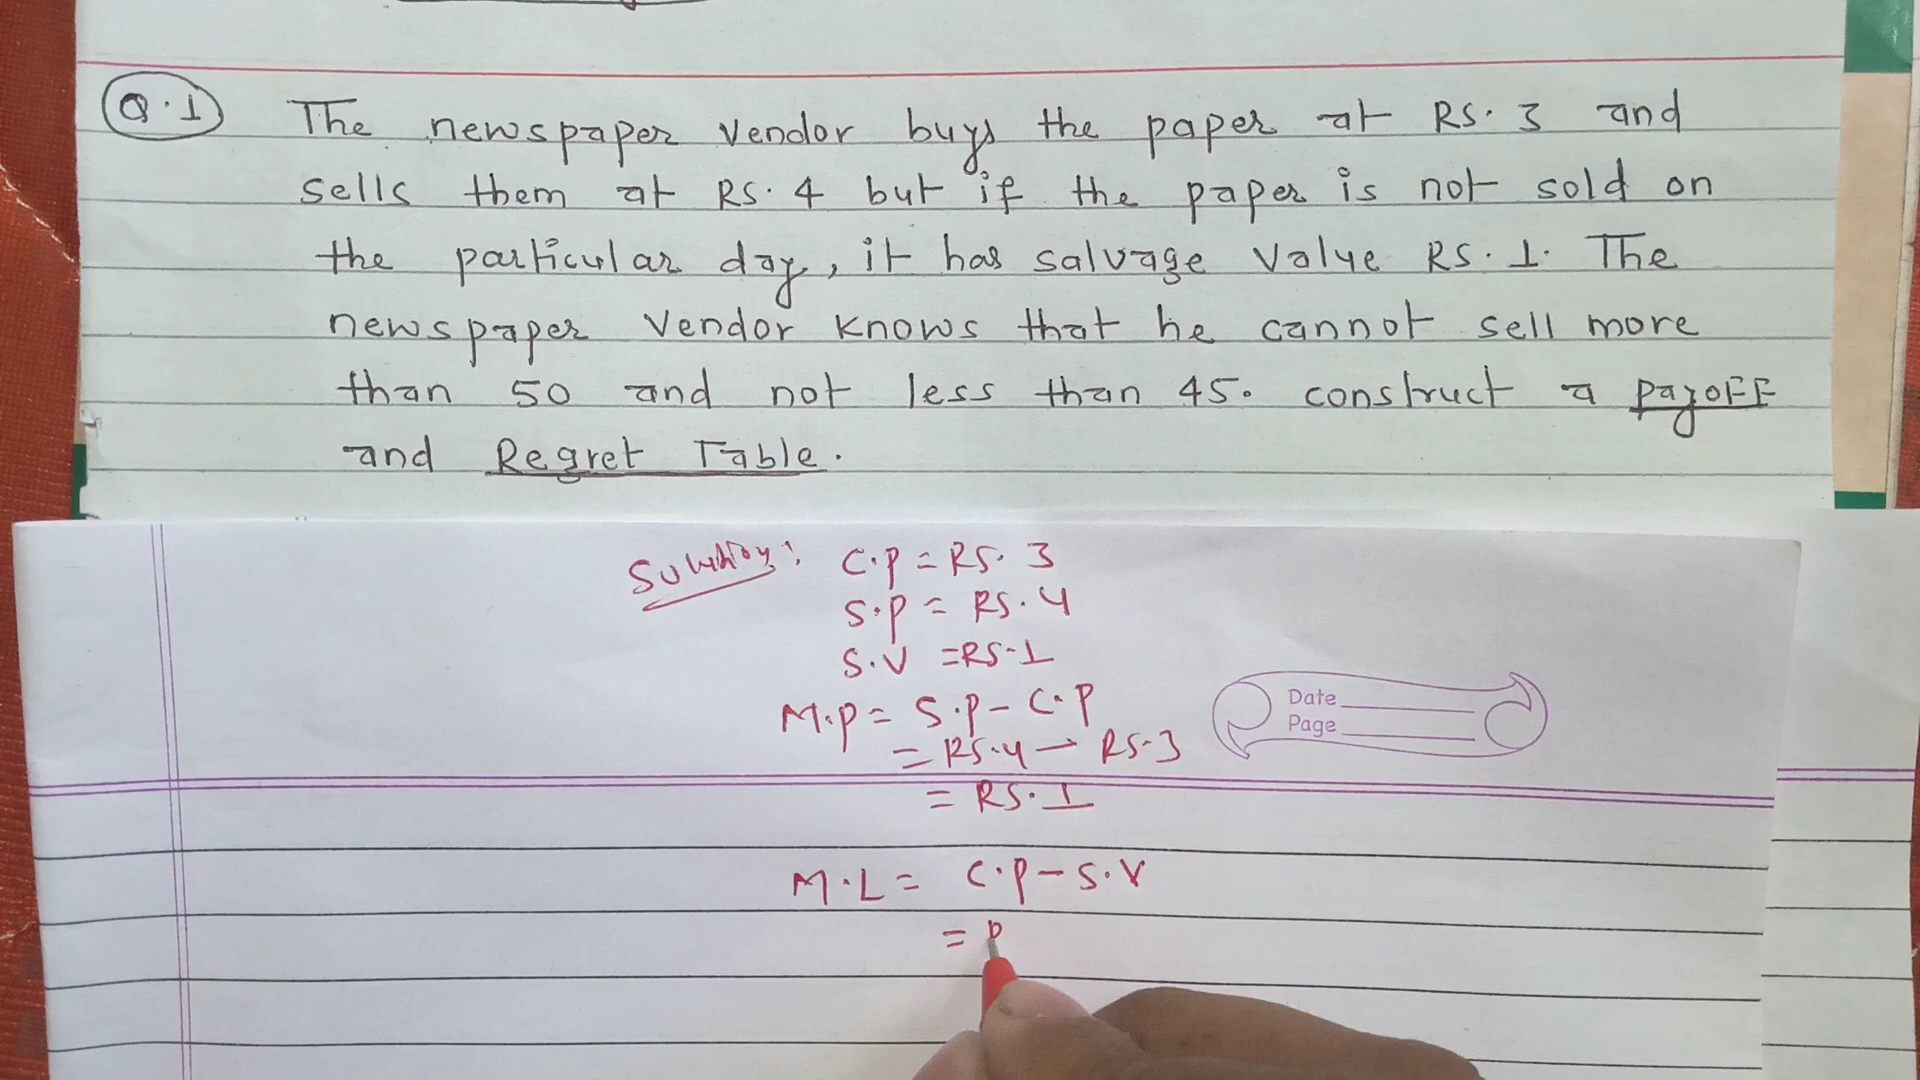 Q.1 The newspaper vendor buys the paper at RS. 3 and
sells them at RS. 4 but if the paper is not sold on
the particular day, it has salvage value RS. 1. The
newspaper vendor knows that he cannot sell more
than 50 and not less than 45. construct a payoFF
and Regret Table.
Solution: C.P = RS. 3
S.P = RS. 4
S.V = RS. 1
M.P = S.P - C.P
= RS. 4 - RS. 3
= RS. 1
Date
Page
M.L = C.P - S.V
=